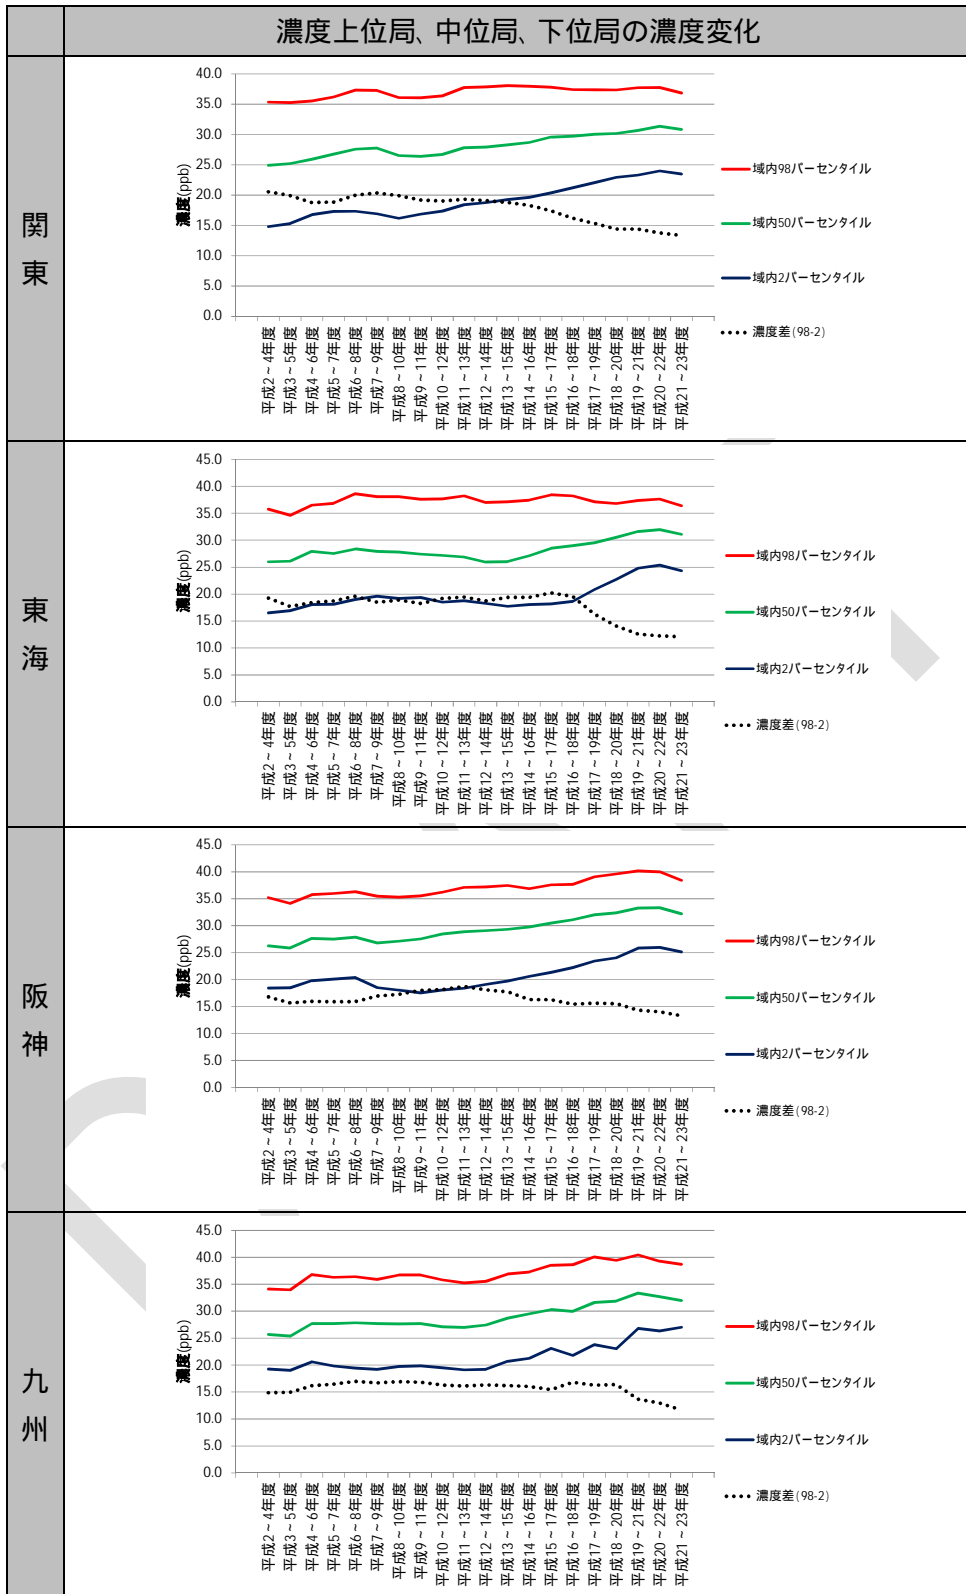 濃度上位局、中位局、下位局の濃度変化
関東
40.0
35.0
30.0
25.0
20.0
15.0
10.0
5.0
0.0
濃度(ppb)
平成2～4年度
平成3～5年度
平成4～6年度
平成5～7年度
平成6～8年度
平成7～9年度
平成8～10年度
平成9～11年度
平成10～12年度
平成11～13年度
平成12～14年度
平成13～15年度
平成14～16年度
平成15～17年度
平成16～18年度
平成17～19年度
平成18～20年度
平成19～21年度
平成20～22年度
平成21～23年度
域内98パーセンタイル
域内50パーセンタイル
域内2パーセンタイル
濃度差(98-2)
東海
45.0
40.0
35.0
30.0
25.0
20.0
15.0
10.0
5.0
0.0
濃度(ppb)
平成2～4年度
平成3～5年度
平成4～6年度
平成5～7年度
平成6～8年度
平成7～9年度
平成8～10年度
平成9～11年度
平成10～12年度
平成11～13年度
平成12～14年度
平成13～15年度
平成14～16年度
平成15～17年度
平成16～18年度
平成17～19年度
平成18～20年度
平成19～21年度
平成20～22年度
平成21～23年度
域内98パーセンタイル
域内50パーセンタイル
域内2パーセンタイル
濃度差(98-2)
阪神
45.0
40.0
35.0
30.0
25.0
20.0
15.0
10.0
5.0
0.0
濃度(ppb)
平成2～4年度
平成3～5年度
平成4～6年度
平成5～7年度
平成6～8年度
平成7～9年度
平成8～10年度
平成9～11年度
平成10～12年度
平成11～13年度
平成12～14年度
平成13～15年度
平成14～16年度
平成15～17年度
平成16～18年度
平成17～19年度
平成18～20年度
平成19～21年度
平成20～22年度
平成21～23年度
域内98パーセンタイル
域内50パーセンタイル
域内2パーセンタイル
濃度差(98-2)
九州
45.0
40.0
35.0
30.0
25.0
20.0
15.0
10.0
5.0
0.0
濃度(ppb)
平成2～4年度
平成3～5年度
平成4～6年度
平成5～7年度
平成6～8年度
平成7～9年度
平成8～10年度
平成9～11年度
平成10～12年度
平成11～13年度
平成12～14年度
平成13～15年度
平成14～16年度
平成15～17年度
平成16～18年度
平成17～19年度
平成18～20年度
平成19～21年度
平成20～22年度
平成21～23年度
域内98パーセンタイル
域内50パーセンタイル
域内2パーセンタイル
濃度差(98-2)